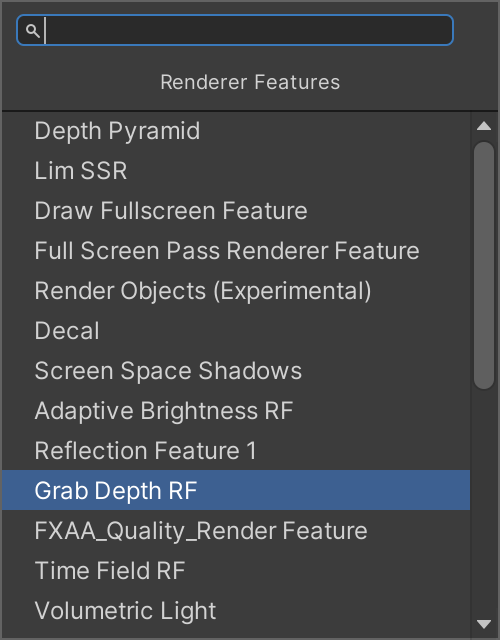 Renderer Features
Depth Pyramid
Lim SSR
Draw Fullscreen Feature
Full Screen Pass Renderer Feature
Render Objects (Experimental)
Decal
Screen Space Shadows
Adaptive Brightness RF
Reflection Feature 1
Grab Depth RF
FXAA_Quality_Render Feature
Time Field RF
Volumetric Light